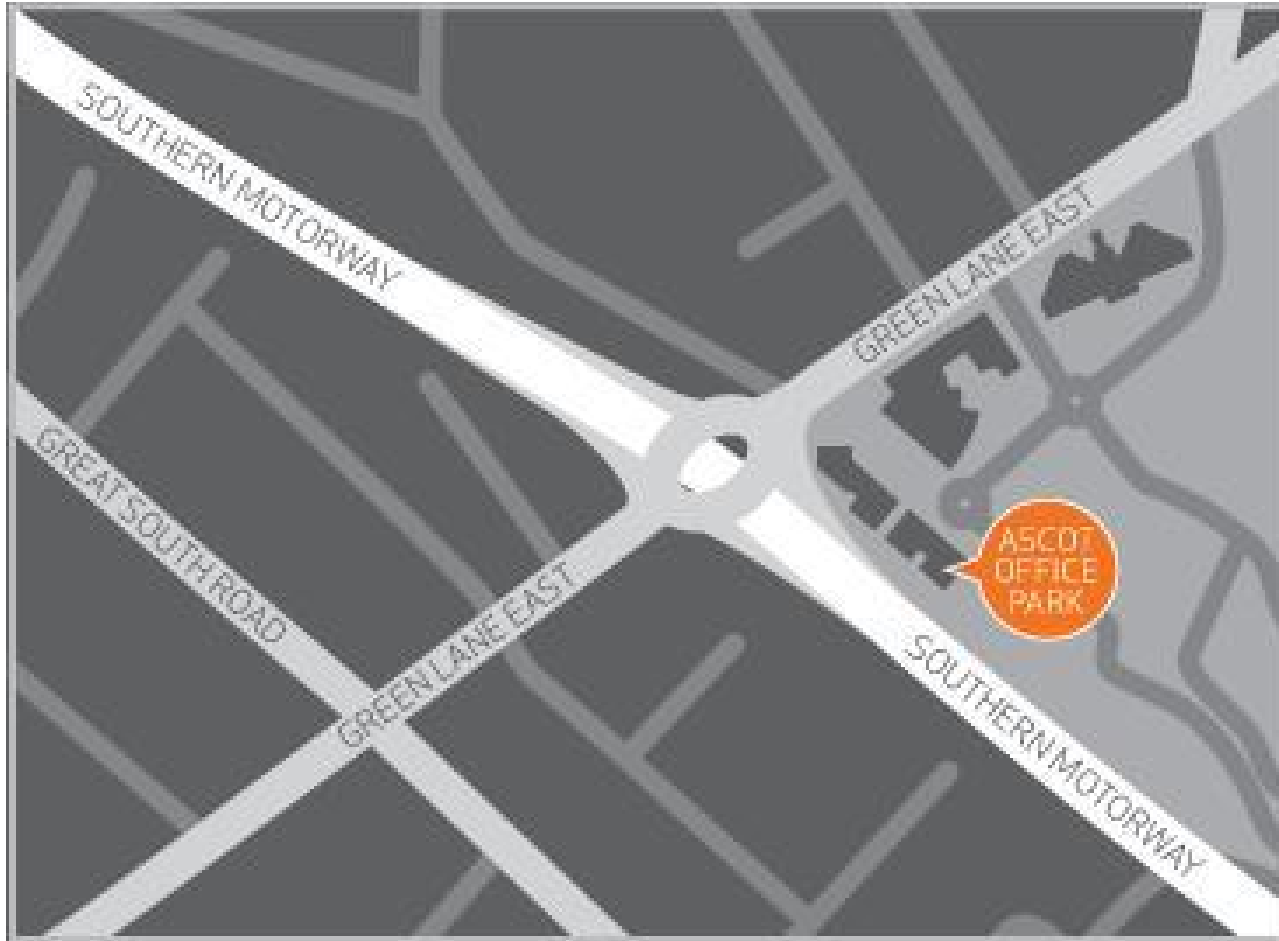 SOUTHERN MOTORWAY
GREEN LANE EAST
GREAT SOUTH ROAD
ASCOT
OFFICE
PARK
GREEN LANE EAST
SOUTHERN MOTORWAY